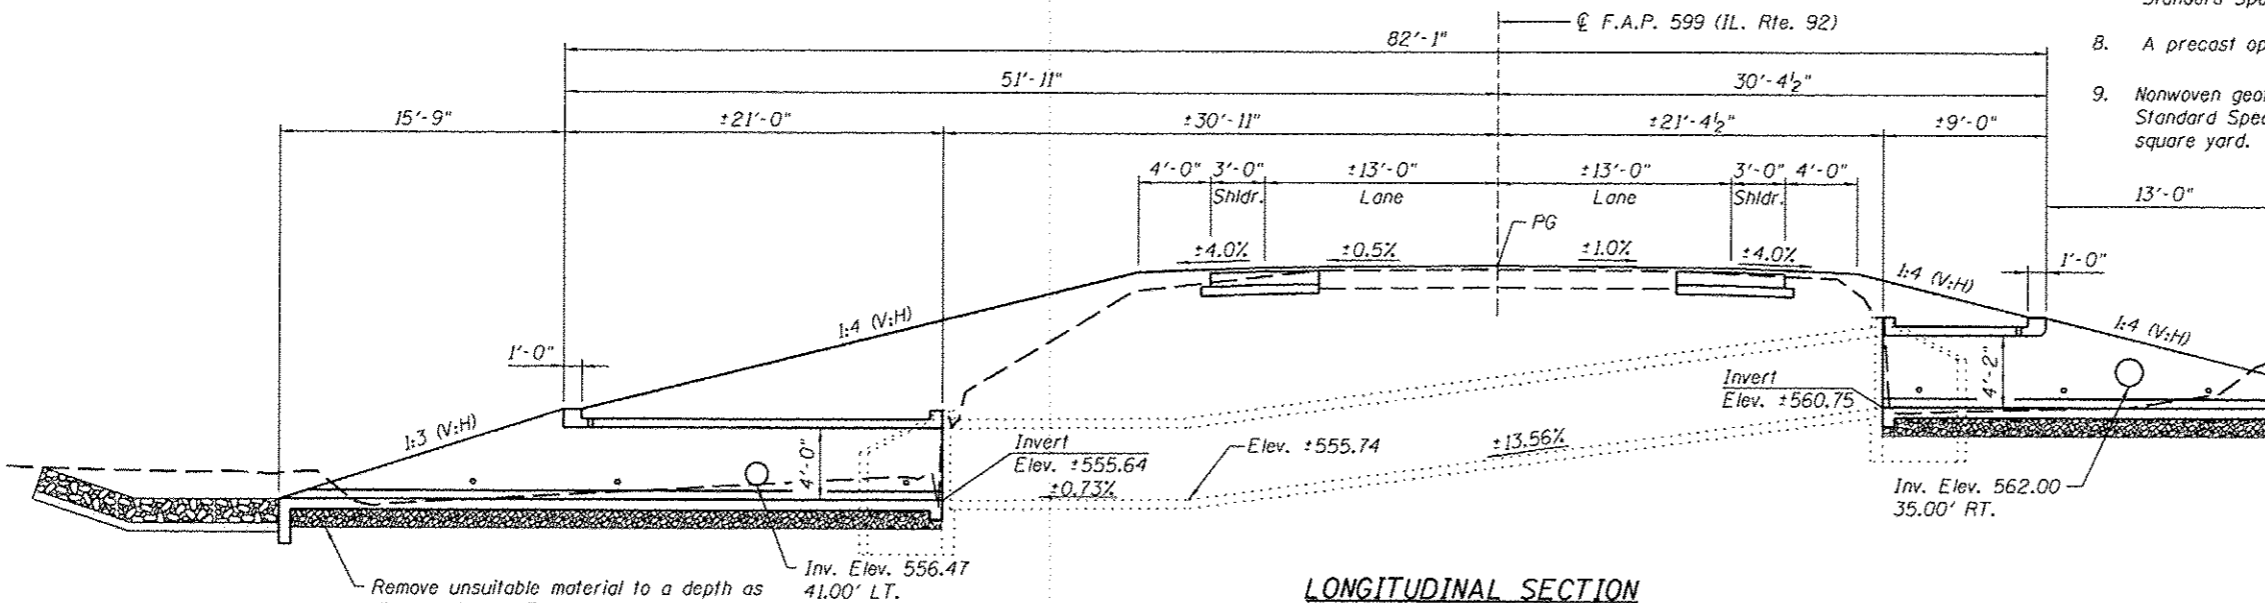 Standard Spe
℄ F.A.P. 599 (IL. Rte. 92)
82'-1"
8. A precast op
51'-11"
30'-4½"
9. Nonwoven geot
Standard Spec
square yard.
15'-9"
±21'-0"
±30'-11"
±21'-4½"
±9'-0"
4'-0"
3'-0"
Shldr.
±13'-0"
Lane
±13'-0"
Lane
3'-0"
Shldr.
4'-0"
13'-0"
PG
±4.0%
±0.5%
±1.0%
±4.0%
1:4 (V:H)
1'-0"
1:4 (V:H)
1:4 (V:H)
1'-0"
4'-2"
Invert
Elev. ±560.75
1:3 (V:H)
4'-0"
Invert
Elev. ±555.64
±0.73%
Elev. ±555.74
±13.56%
Inv. Elev. 562.00
35.00' RT.
Inv. Elev. 556.47
41.00' LT.
Remove unsuitable material to a depth as
LONGITUDINAL SECTION